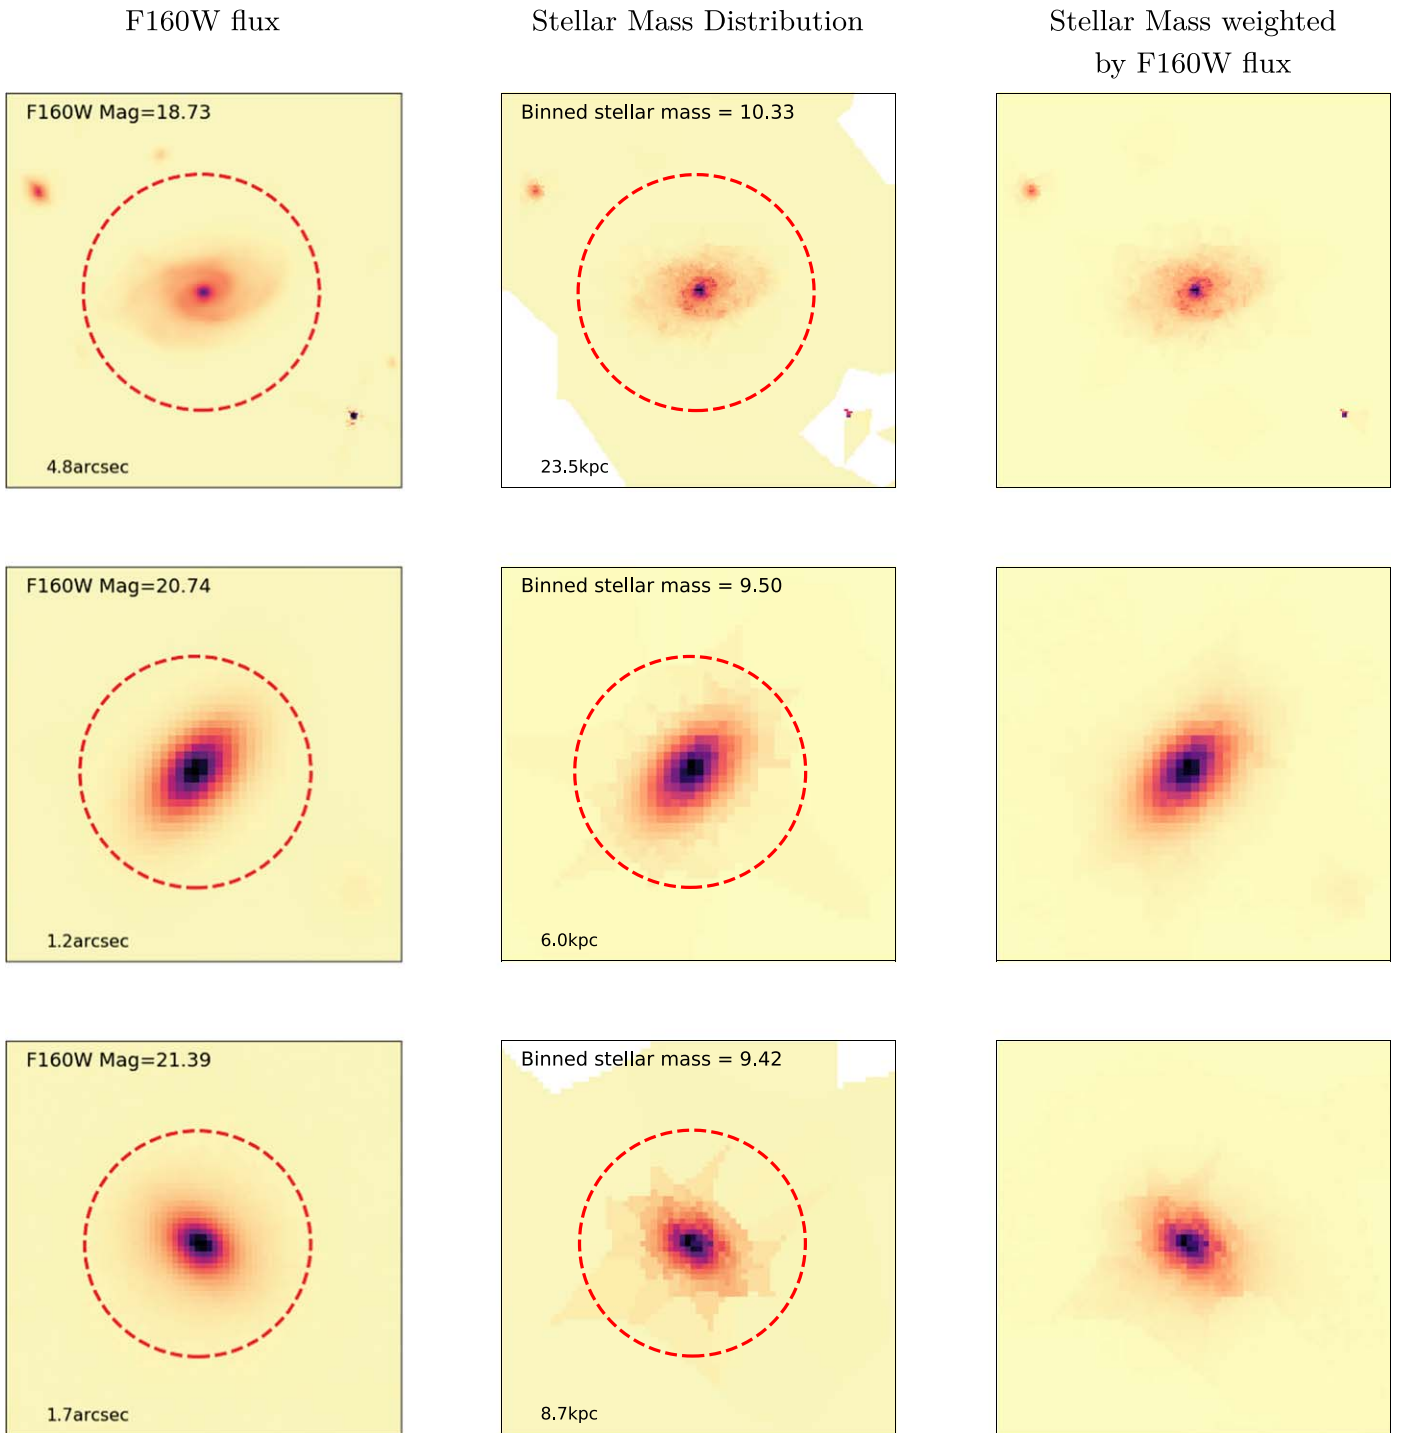 F160W flux
Stellar Mass Distribution
Stellar Mass weighted
by F160W flux
F160W Mag=18.73
Binned stellar mass = 10.33
4.8arcsec
23.5kpc
F160W Mag=20.74
Binned stellar mass = 9.50
1.2arcsec
6.0kpc
F160W Mag=21.39
Binned stellar mass = 9.42
1.7arcsec
8.7kpc